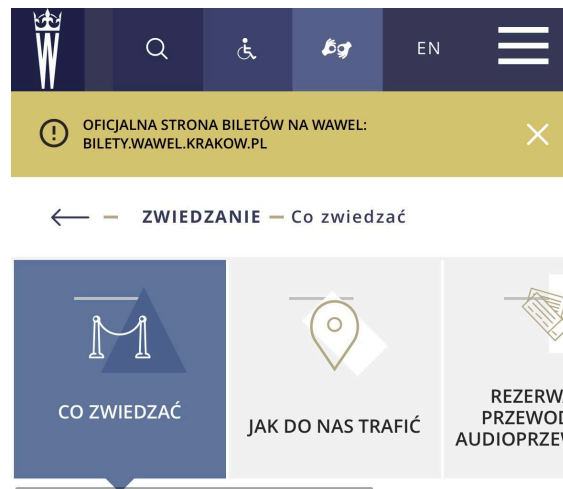 W
EN
OFICJALNA STRONA BILETÓW NA WAWEL:
BILETY.WAWEL.KRAKOW.PL
ZWIEDZANIE — Co zwiedzać
CO ZWIEDZAĆ
JAK DO NAS TRAFIĆ
REZERWA
PRZEWOD
AUDIOPRZEW